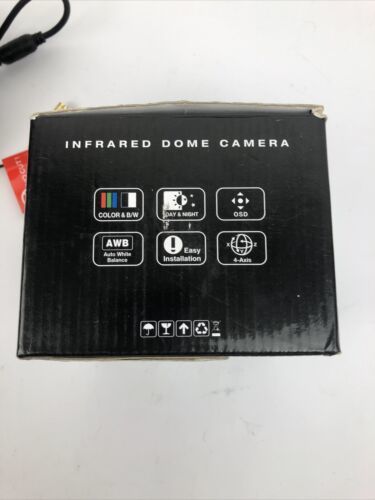 INFRARED DOME CAMERA
COLOR & B/W
DAY & NIGHT
OSD
AWB
Auto White
Balance
Easy
Installation
X
Y
Z
4-Axis